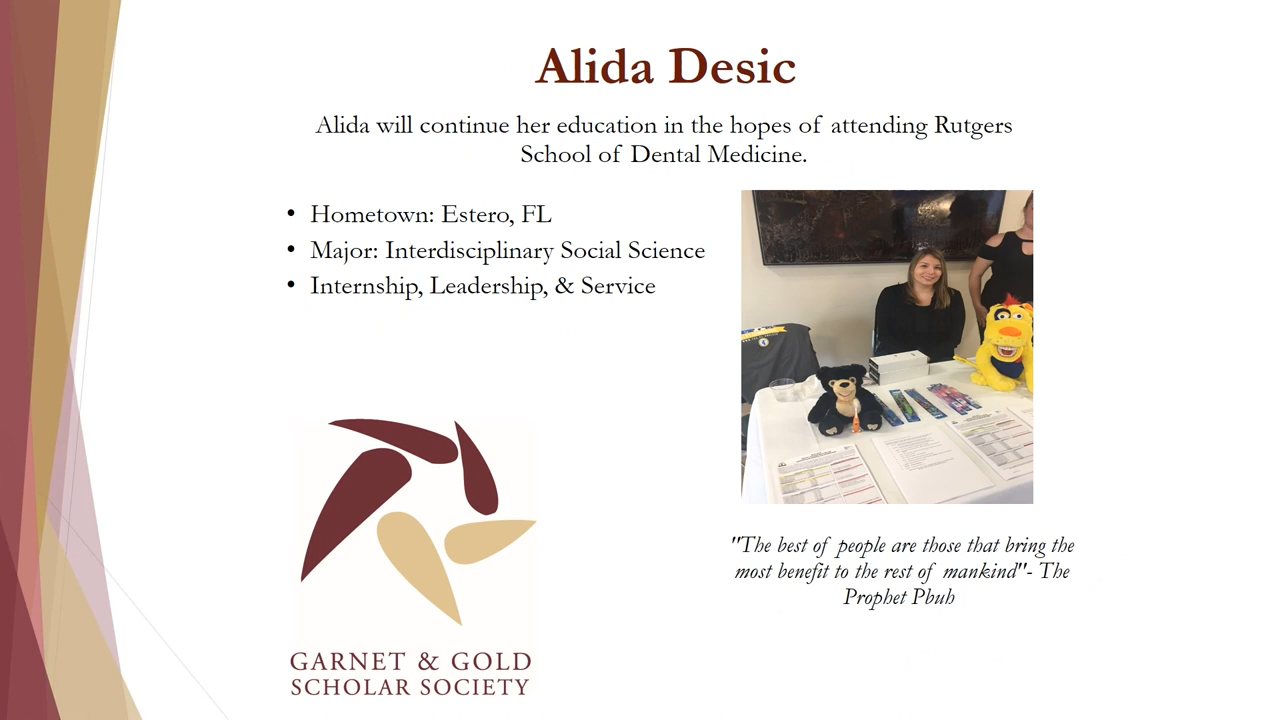 Alida Desic
Alida will continue her education in the hopes of attending Rutgers
School of Dental Medicine.
• Hometown: Estero, FL
• Major: Interdisciplinary Social Science
• Internship, Leadership, & Service
"The best of people are those that bring the
most benefit to the rest of mankind"- The
Prophet Pbuh
GARNET & GOLD
SCHOLAR SOCIETY